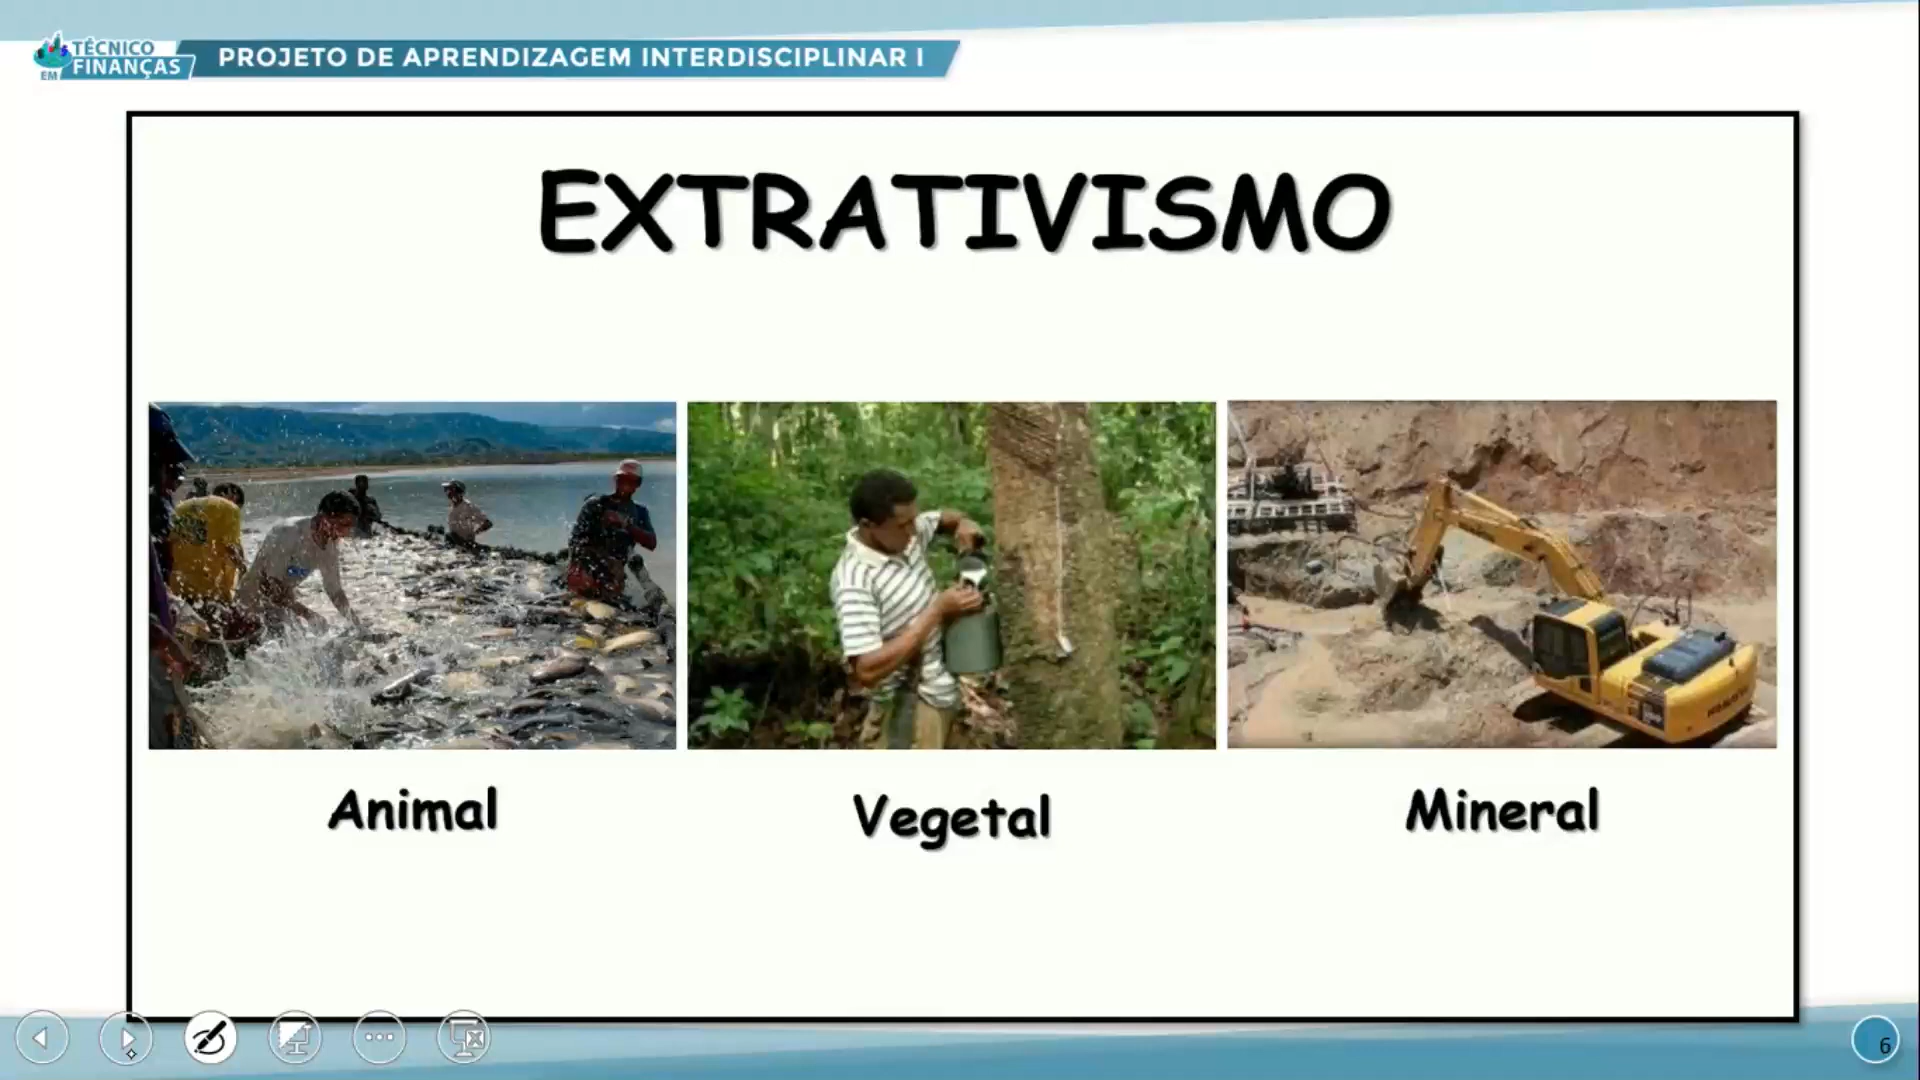 TÉCNICO
EM FINANÇAS
PROJETO DE APRENDIZAGEM INTERDISCIPLINAR I
EXTRATIVISMO
Animal
Vegetal
Mineral
6